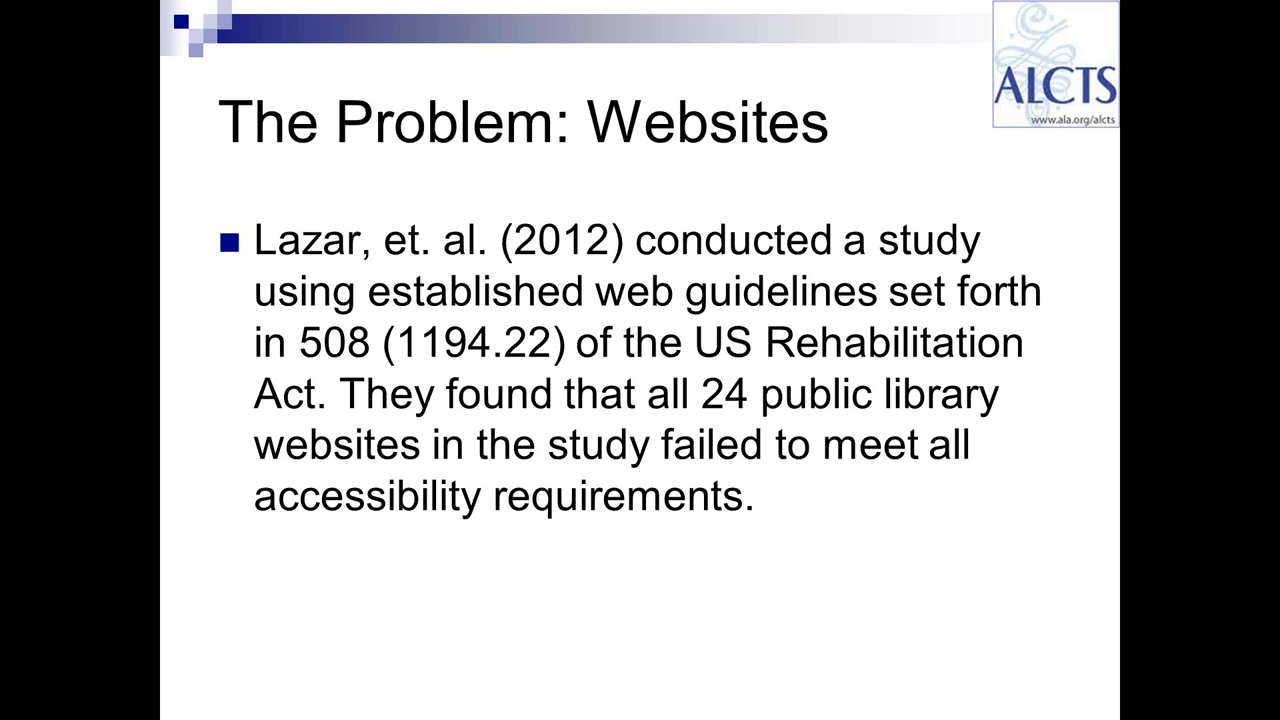 ALCTS
www.ala.org/alcts
The Problem: Websites
Lazar, et. al. (2012) conducted a study
using established web guidelines set forth
in 508 (1194.22) of the US Rehabilitation
Act. They found that all 24 public library
websites in the study failed to meet all
accessibility requirements.